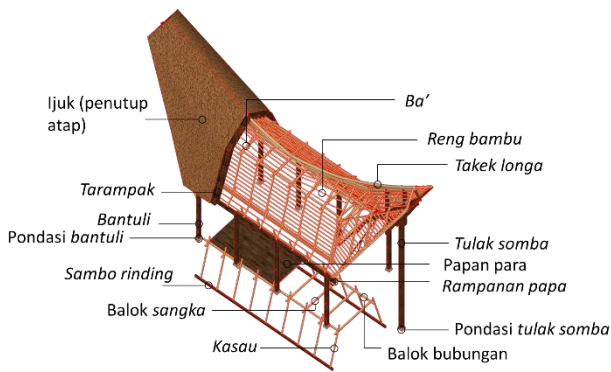 Ijuk (penutup
atap)
Ba’
Reng bambu
Takek longa
Tarampak
Bantuli
Pondasi bantuli
Sambo rinding
Balok sangka
Kasau
Tulak somba
Papan para
Rampanan papa
Pondasi tulak somba
Balok bubungan